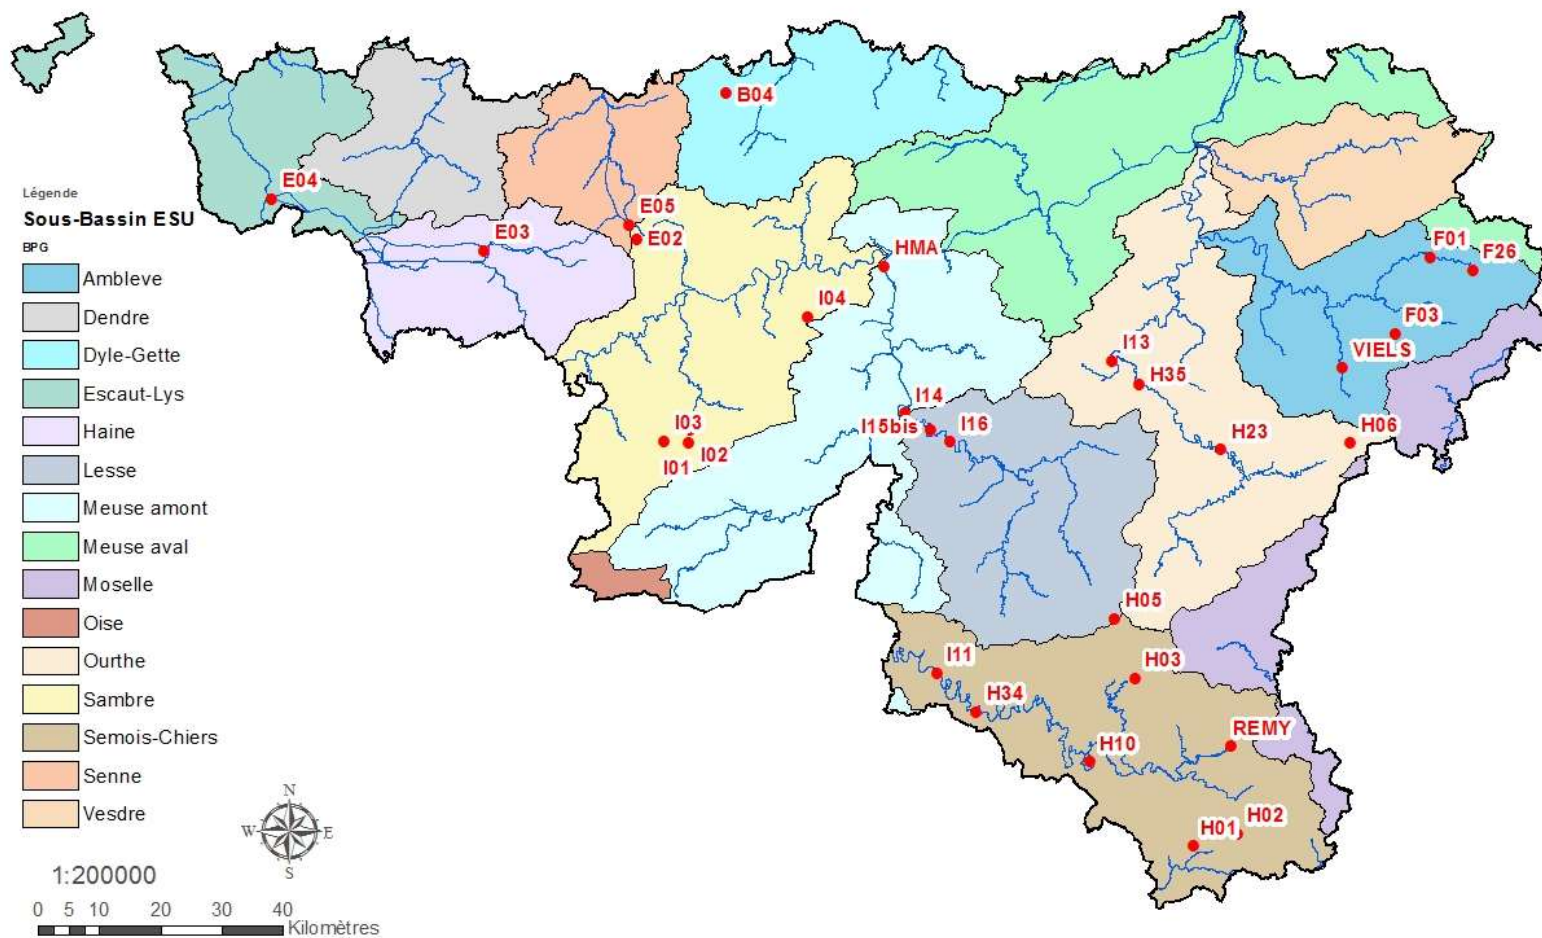 B04
E04
E05
E02
E03
HMA
I04
F01
F26
F03
VIELS
I13
H35
I14
I15bis
I16
H23
H06
I03
I01
I02
H05
I11
H03
H34
REMY
H10
H01
H02
Légende
Sous-Bassin ESU
BPG
Ambleve
Dendre
Dyle-Gette
Escaut-Lys
Haine
Lesse
Meuse amont
Meuse aval
Moselle
Oise
Ourthe
Sambre
Semois-Chiers
Senne
Vesdre
N
W E
S
1:200000
0 5 10 20 30 40
Kilomètres